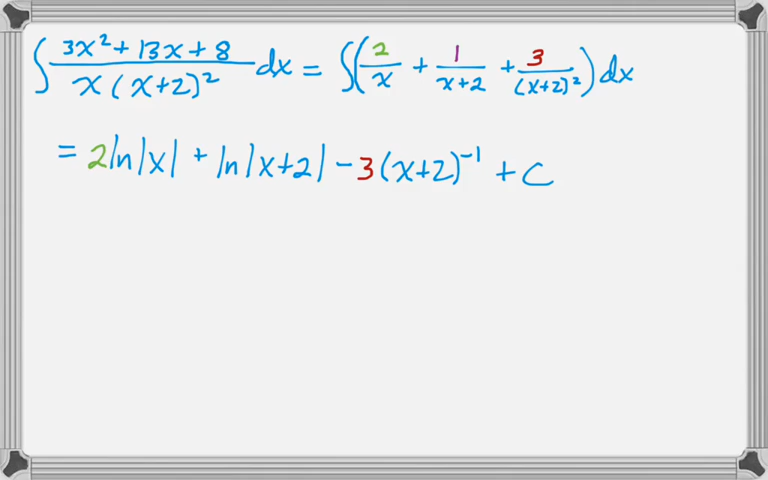 ∫ (3x² + 13x + 8)/(x(x+2)²) dx = ∫(2/x + 1/(x+2) + 3/(x+2)²) dx
= 2ln|x| + ln|x+2| − 3(x+2)⁻¹ + C